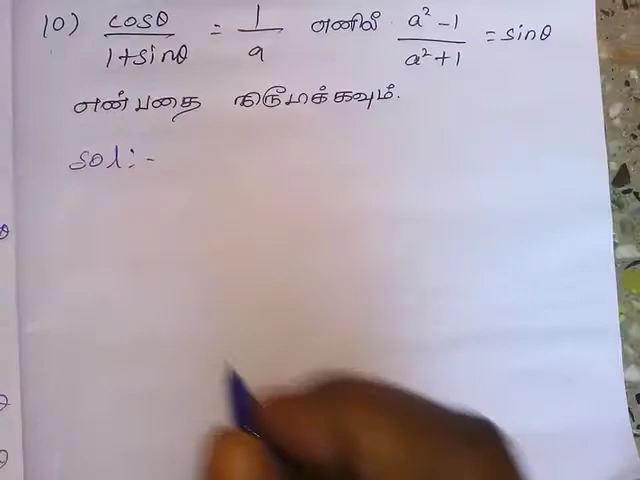 10) cosθ / 1+sinθ = 1 / a எனில் a² -1 / a² +1 = sinθ
என்பதை நிரூபிக்கவும்.
sol: -